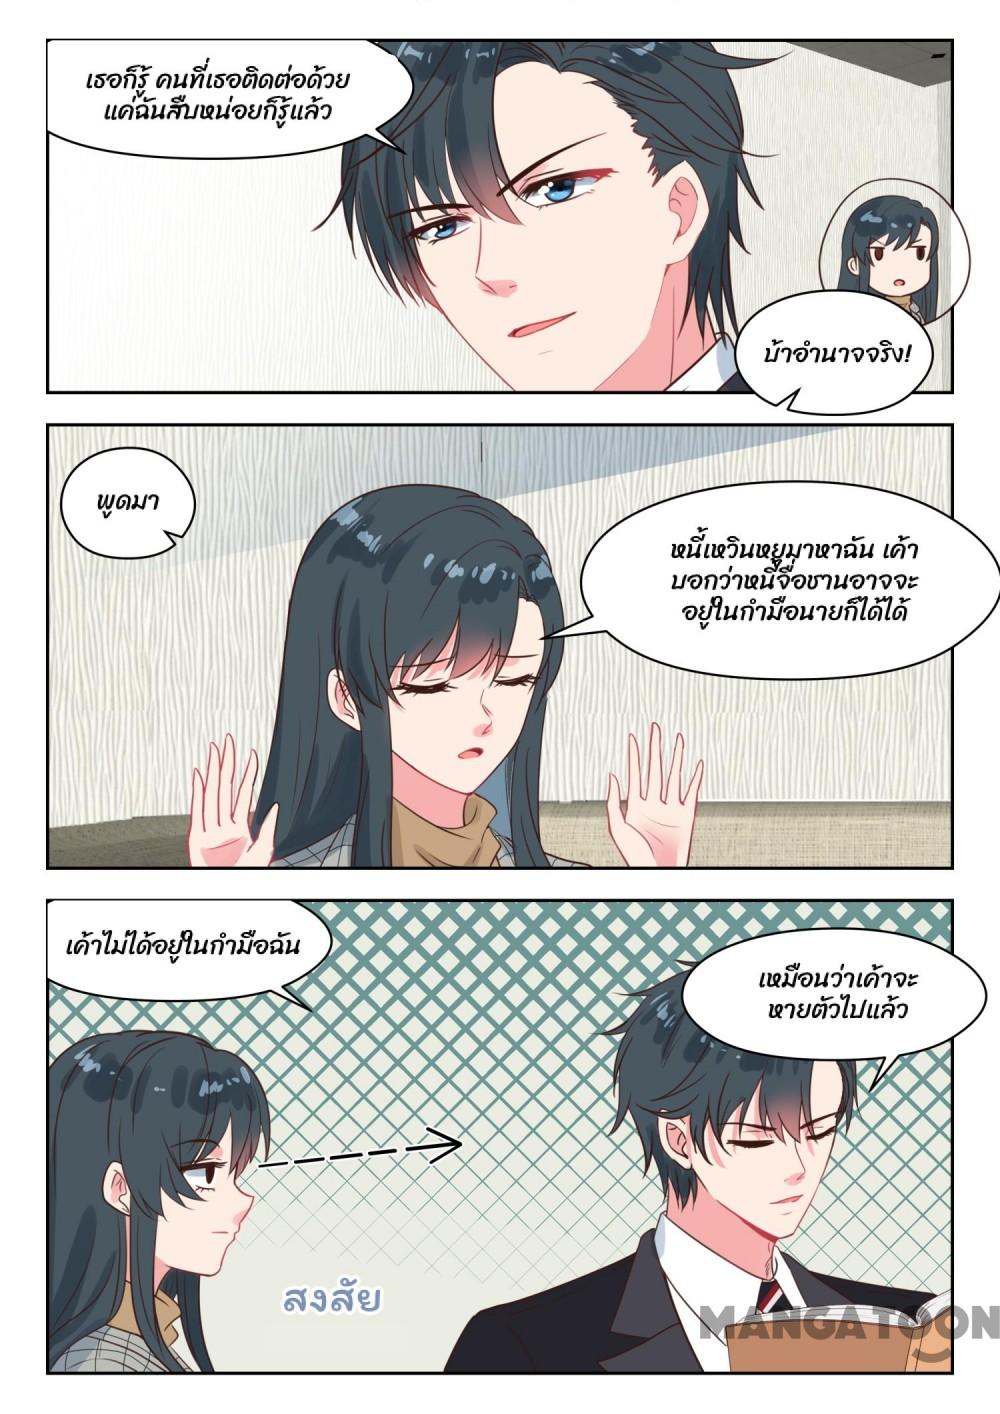 เธอก็รู้ คนที่เธอติดต่อด้วย
แค่ฉันสืบหน่อยก็รู้แล้ว
บ้าอำนาจจริง!
พูดมา
หนี้เหวินหยูมาหาฉัน เค้า
บอกว่าหนี้จื่อชานอาจจะ
อยู่ในกำมือนายก็ได้ได้
เค้าไม่ได้อยู่ในกำมือฉัน
เหมือนว่าเค้าจะ
หายตัวไปแล้ว
สงสัย
MANGATOON